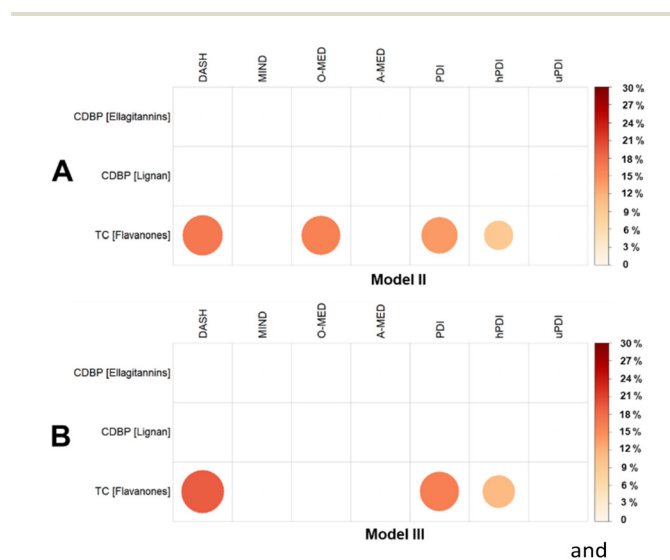 DASH MIND O-MED A-MED PDI hPDI uPDI
30 %
27 %
CDBP [Ellagitannins]
24 %
21 %
A
CDBP [Lignan]
18 %
15 %
12 %
9 %
TC [Flavanones]
6 %
3 %
0
Model II
DASH MIND O-MED A-MED PDI hPDI uPDI
30 %
27 %
CDBP [Ellagitannins]
24 %
21 %
18 %
B
CDBP [Lignan]
15 %
12 %
9 %
TC [Flavanones]
6 %
3 %
0
Model III
and